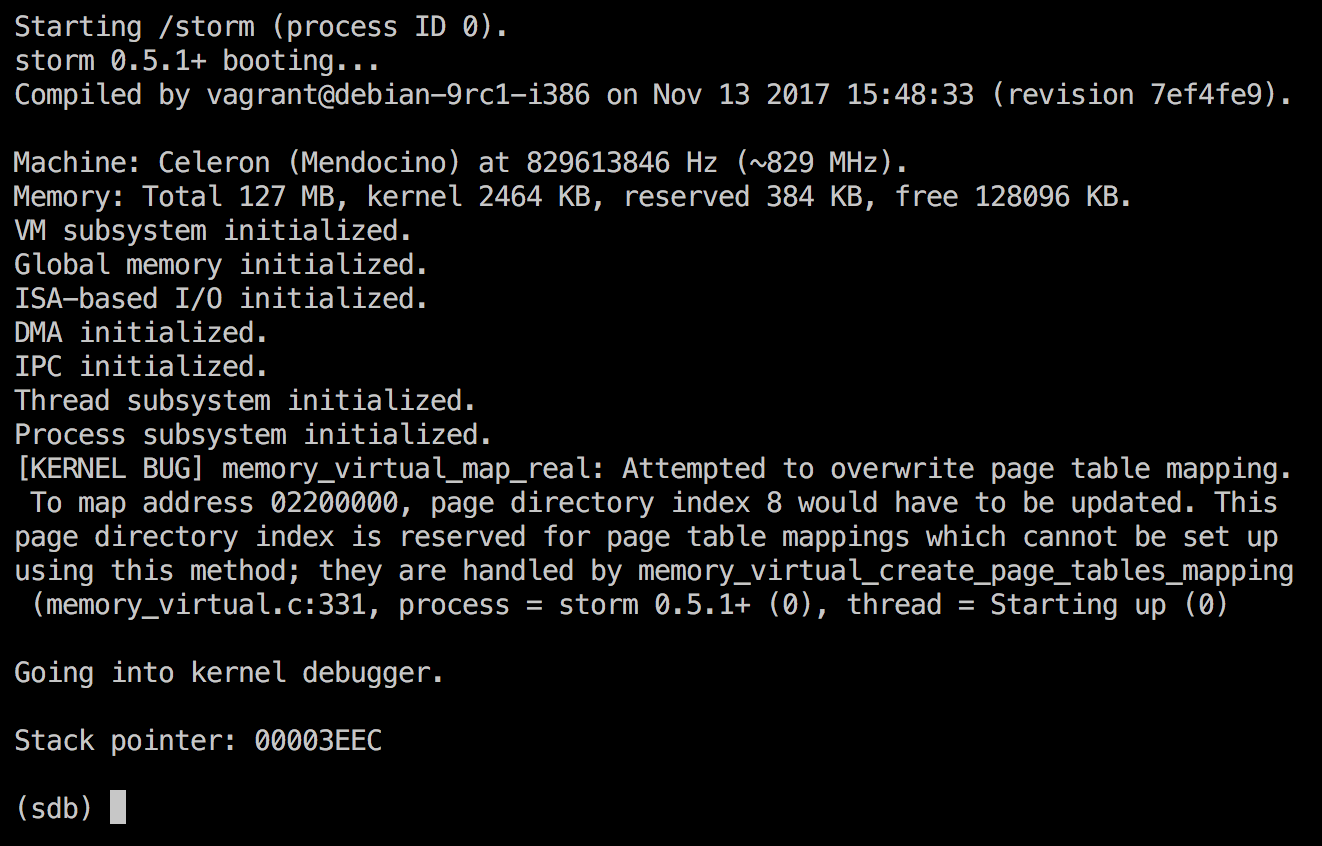 Starting /storm (process ID 0).
storm 0.5.1+ booting...
Compiled by vagrant@debian-9rc1-i386 on Nov 13 2017 15:48:33 (revision 7ef4fe9).
Machine: Celeron (Mendocino) at 829613846 Hz (~829 MHz).
Memory: Total 127 MB, kernel 2464 KB, reserved 384 KB, free 128096 KB.
VM subsystem initialized.
Global memory initialized.
ISA-based I/O initialized.
DMA initialized.
IPC initialized.
Thread subsystem initialized.
Process subsystem initialized.
[KERNEL BUG] memory_virtual_map_real: Attempted to overwrite page table mapping.
To map address 02200000, page directory index 8 would have to be updated. This
page directory index is reserved for page table mappings which cannot be set up
using this method; they are handled by memory_virtual_create_page_tables_mapping
(memory_virtual.c:331, process = storm 0.5.1+ (0), thread = Starting up (0)
Going into kernel debugger.
Stack pointer: 00003EEC
(sdb)